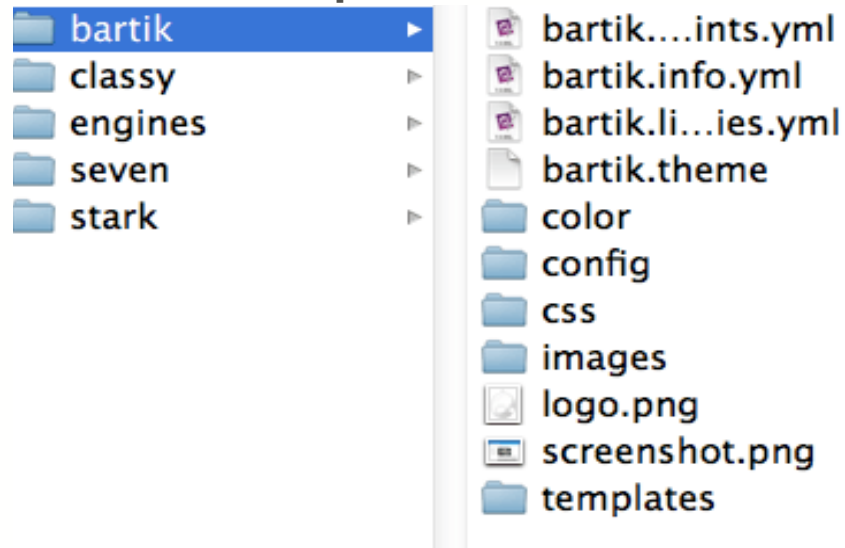 bartik
classy
engines
seven
stark
bartik....ints.yml
bartik.info.yml
bartik.li...ies.yml
bartik.theme
color
config
css
images
logo.png
screenshot.png
templates